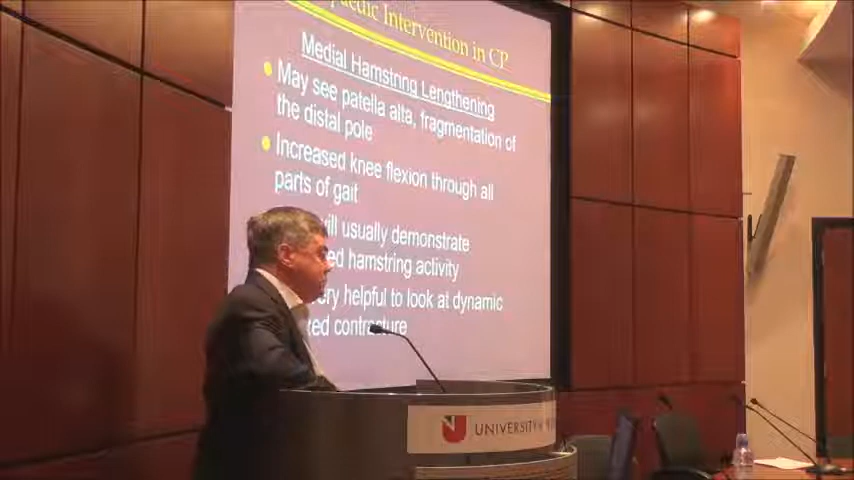 Intervention in CP
Medial Hamstring Lengthening
May see patella alta, fragmentation of
the distal pole
Increased knee flexion through all
parts of gait
will usually demonstrate
hamstring activity
helpful to look at dynamic
contracture
UNIVERSITY